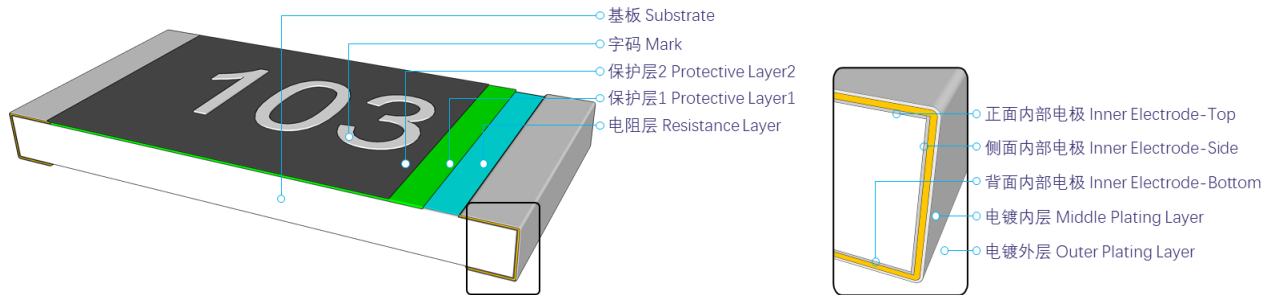 基板 Substrate
字码 Mark
保护层2 Protective Layer2
保护层1 Protective Layer1
电阻层 Resistance Layer
103
正面内部电极 Inner Electrode-Top
侧面内部电极 Inner Electrode-Side
背面内部电极 Inner Electrode-Bottom
电镀内层 Middle Plating Layer
电镀外层 Outer Plating Layer